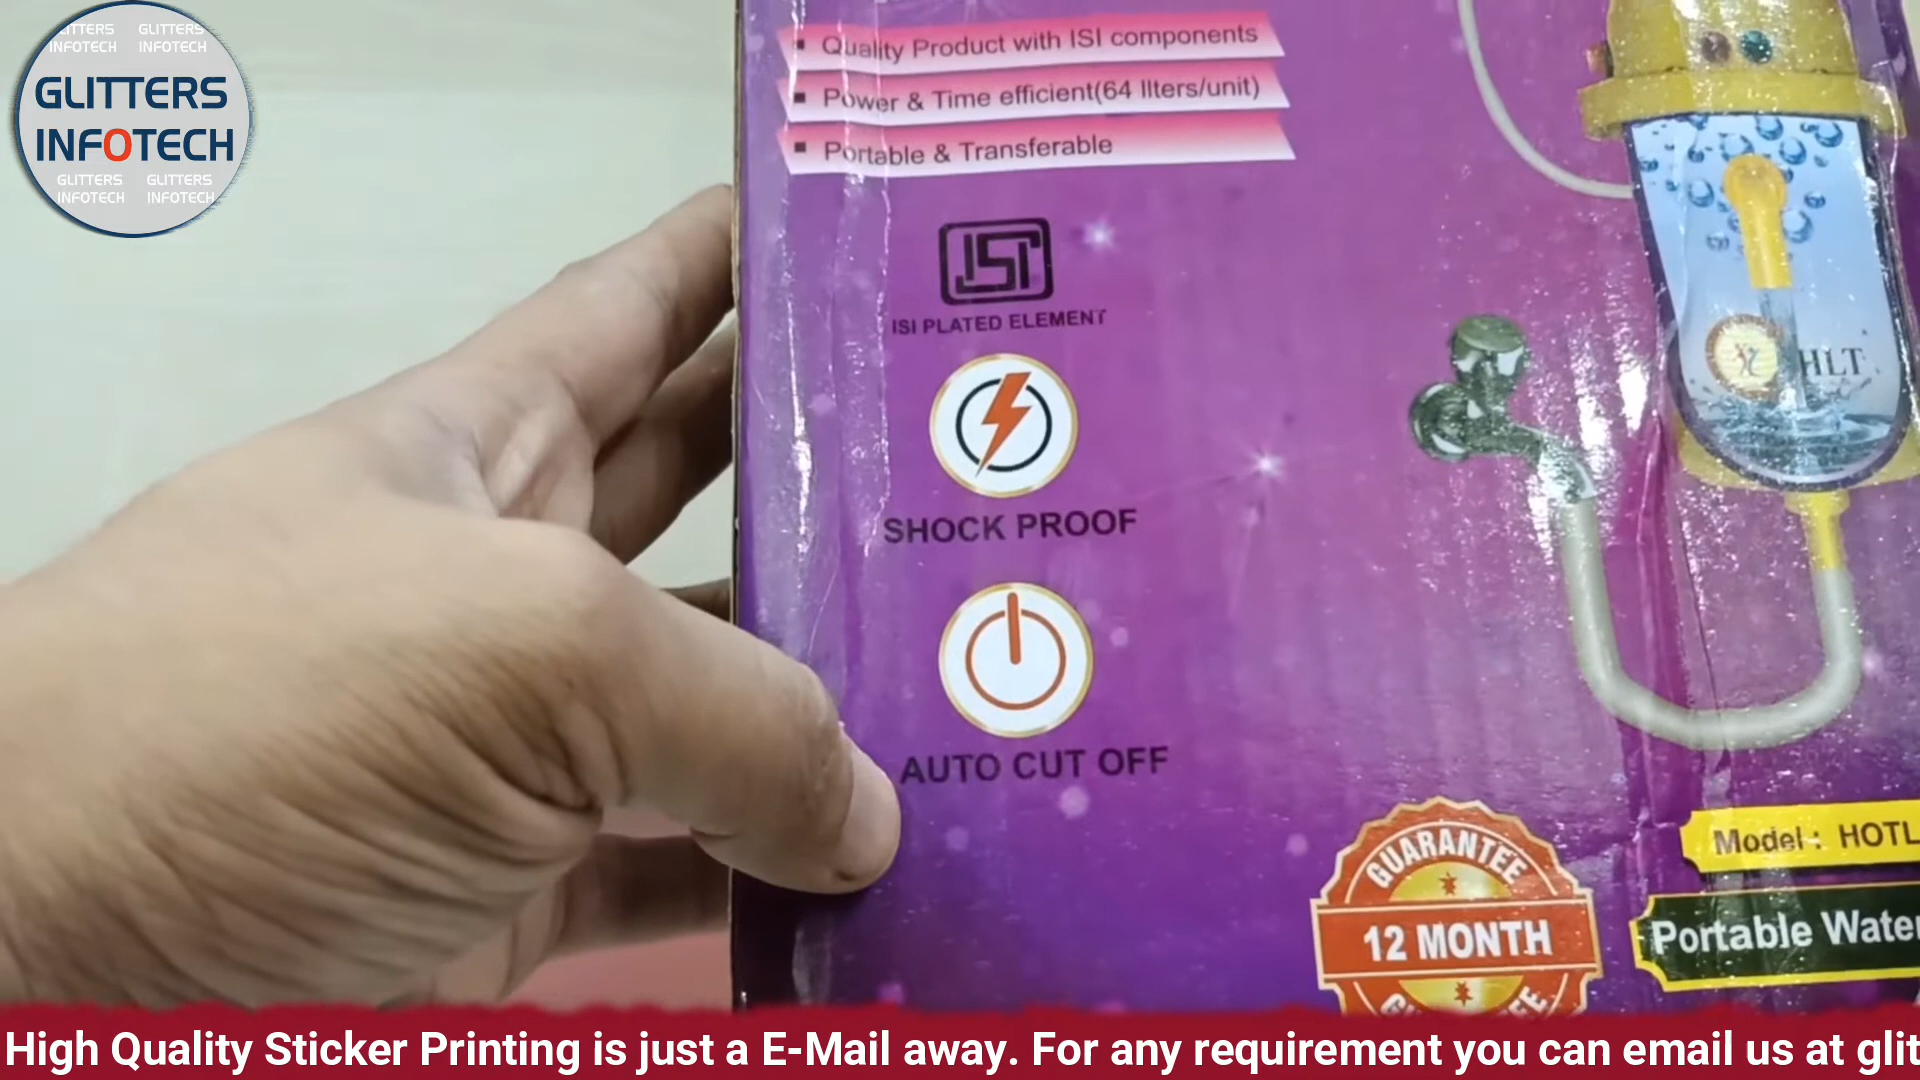 GLITTERS GLITTERS
INFOTECH INFOTECH
GLITTERS
INFOTECH
GLITTERS GLITTERS
INFOTECH INFOTECH
Quality Product with ISI components
Power & Time efficient(64 lIters/unit)
Portable & Transferable
ISI
ISI PLATED ELEMENT
SHOCK PROOF
AUTO CUT OFF
HLT
GUARANTEE
12 MONTH
Model : HOTL
Portable Water
High Quality Sticker Printing is just a E-Mail away. For any requirement you can email us at glit